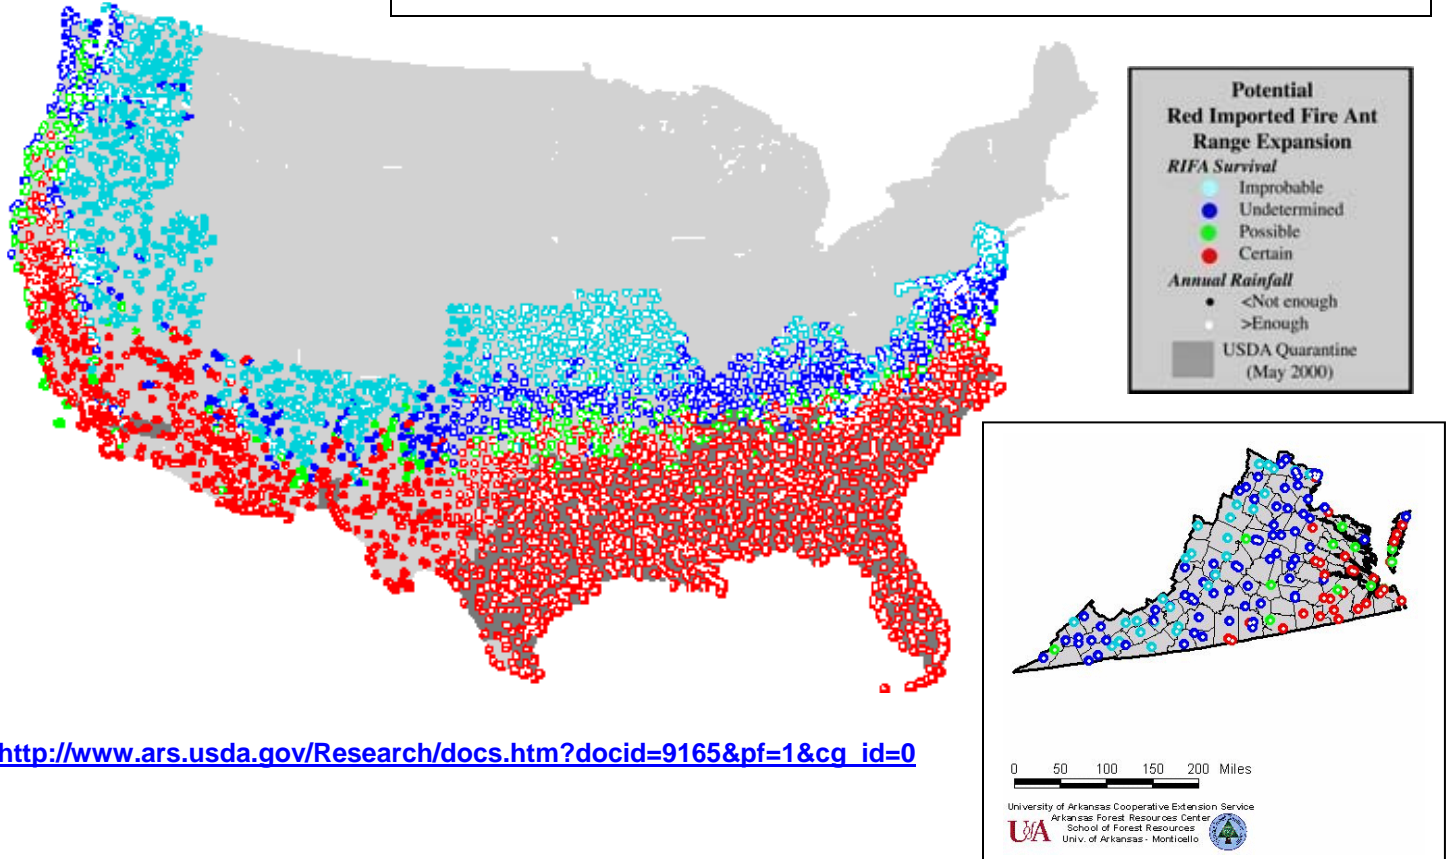 Potential
Red Imported Fire Ant
Range Expansion
RIFA Survival
Improbable
Undetermined
Possible
Certain
Annual Rainfall
<Not enough
>Enough
USDA Quarantine
(May 2000)
http://www.ars.usda.gov/Research/docs.htm?docid=9165&pf=1&cg_id=0
0 50 100 150 200 Miles
University of Arkansas Cooperative Extension Service
Arkansas Forest Resources Center
School of Forest Resources
Univ. of Arkansas - Monticello
UofA